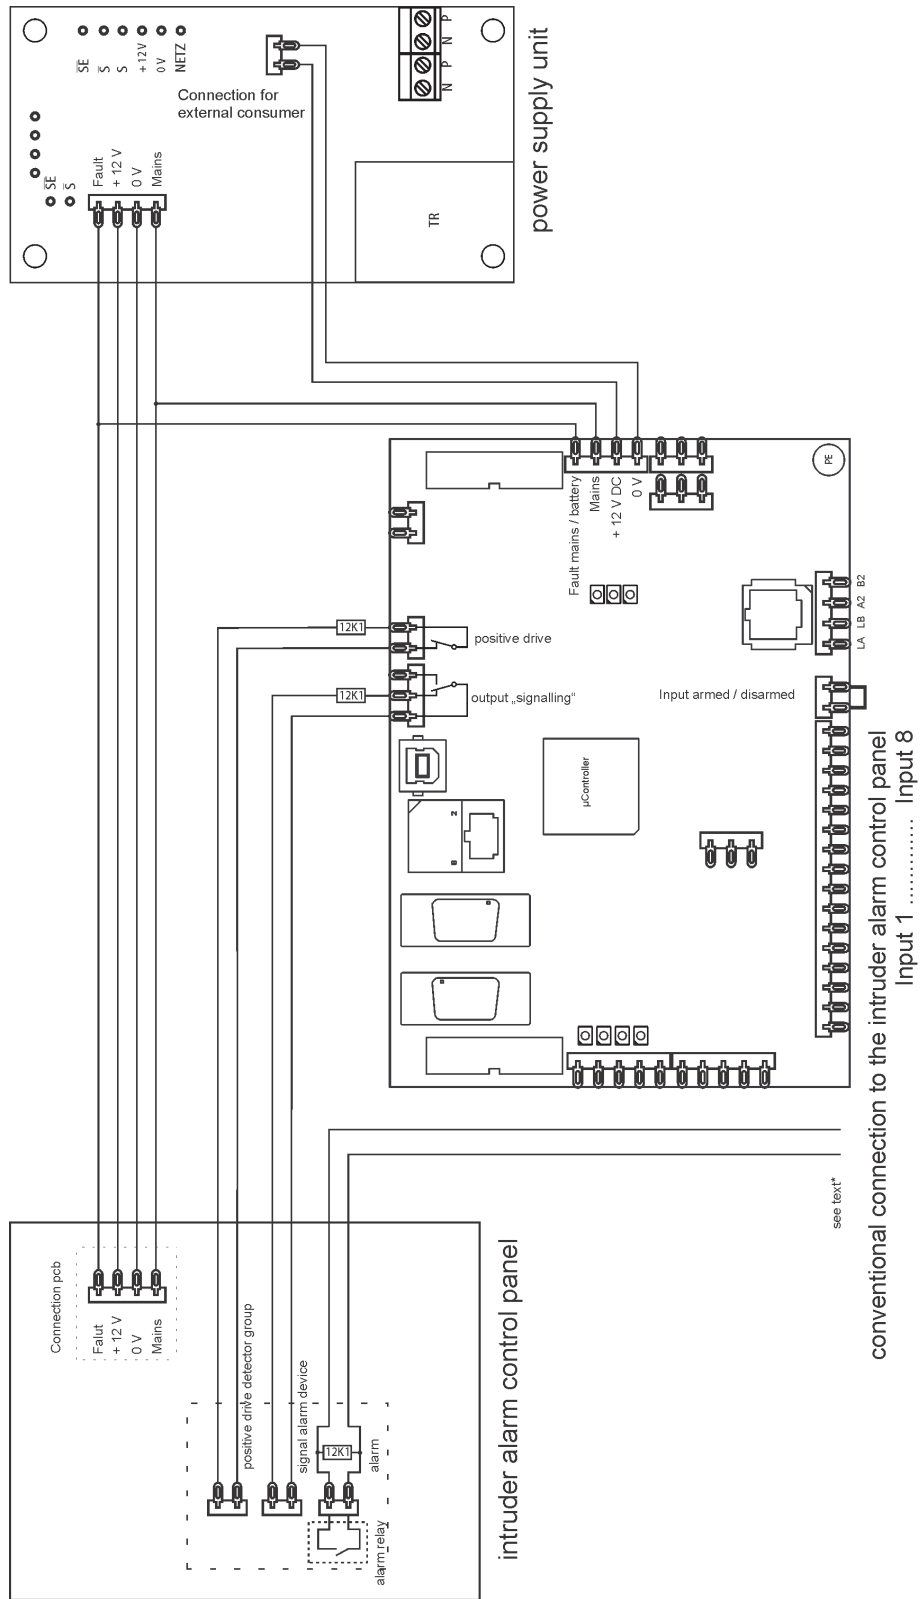 SE
S
S
+ 12 V
0 V
NETZ
P
N
P
N
Connection for
external consumer
SE
S
Fault
+ 12 V
0 V
Mains
TR
power supply unit
Fault mains / battery
Mains
+ 12 V DC
0 V
PE
12K1
positive drive
12K1
output „signalling“
B2
A2
LB
LA
Input armed / disarmed
µController
2
8
conventional connection to the intruder alarm control panel
Input 1 ............. Input 8
see text*
Connection pcb
Falut
+ 12 V
0 V
Mains
positive drive detector group
signal alarm device
12K1
alarm
alarm relay
intruder alarm control panel